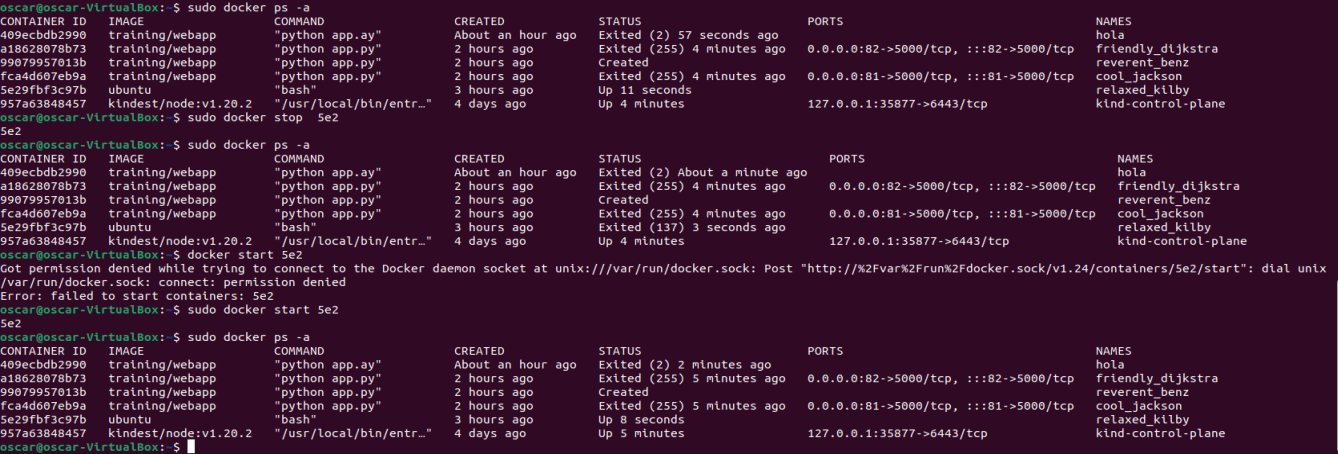 oscar@oscar-VirtualBox:~$ sudo docker ps -a
CONTAINER ID   IMAGE                  COMMAND                  CREATED             STATUS                       PORTS                                   NAMES
409ecbdb2990   training/webapp        "python app.ay"          About an hour ago   Exited (2) 57 seconds ago                                            hola
a18628078b73   training/webapp        "python app.py"          2 hours ago         Exited (255) 4 minutes ago   0.0.0.0:82->5000/tcp, :::82->5000/tcp   friendly_dijkstra
99079957013b   training/webapp        "python app.py"          2 hours ago         Created                                                              reverent_benz
fca4d607eb9a   training/webapp        "python app.py"          2 hours ago         Exited (255) 4 minutes ago   0.0.0.0:81->5000/tcp, :::81->5000/tcp   cool_jackson
5e29fbf3c97b   ubuntu                 "bash"                   3 hours ago         Up 11 seconds                                                        relaxed_kilby
957a63848457   kindest/node:v1.20.2   "/usr/local/bin/entr…"   4 days ago          Up 4 minutes                 127.0.0.1:35877->6443/tcp               kind-control-plane
oscar@oscar-VirtualBox:~$ sudo docker stop  5e2
5e2
oscar@oscar-VirtualBox:~$ sudo docker ps -a
CONTAINER ID   IMAGE                  COMMAND                  CREATED             STATUS                          PORTS                                   NAMES
409ecbdb2990   training/webapp        "python app.ay"          About an hour ago   Exited (2) About a minute ago                                           hola
a18628078b73   training/webapp        "python app.py"          2 hours ago         Exited (255) 4 minutes ago      0.0.0.0:82->5000/tcp, :::82->5000/tcp   friendly_dijkstra
99079957013b   training/webapp        "python app.py"          2 hours ago         Created                                                                 reverent_benz
fca4d607eb9a   training/webapp        "python app.py"          2 hours ago         Exited (255) 4 minutes ago      0.0.0.0:81->5000/tcp, :::81->5000/tcp   cool_jackson
5e29fbf3c97b   ubuntu                 "bash"                   3 hours ago         Exited (137) 3 seconds ago                                              relaxed_kilby
957a63848457   kindest/node:v1.20.2   "/usr/local/bin/entr…"   4 days ago          Up 4 minutes                    127.0.0.1:35877->6443/tcp               kind-control-plane
oscar@oscar-VirtualBox:~$ docker start 5e2
Got permission denied while trying to connect to the Docker daemon socket at unix:///var/run/docker.sock: Post "http://%2Fvar%2Frun%2Fdocker.sock/v1.24/containers/5e2/start": dial unix
/var/run/docker.sock: connect: permission denied
Error: failed to start containers: 5e2
oscar@oscar-VirtualBox:~$ sudo docker start 5e2
5e2
oscar@oscar-VirtualBox:~$ sudo docker ps -a
CONTAINER ID   IMAGE                  COMMAND                  CREATED             STATUS                       PORTS                                   NAMES
409ecbdb2990   training/webapp        "python app.ay"          About an hour ago   Exited (2) 2 minutes ago                                             hola
a18628078b73   training/webapp        "python app.py"          2 hours ago         Exited (255) 5 minutes ago   0.0.0.0:82->5000/tcp, :::82->5000/tcp   friendly_dijkstra
99079957013b   training/webapp        "python app.py"          2 hours ago         Created                                                              reverent_benz
fca4d607eb9a   training/webapp        "python app.py"          2 hours ago         Exited (255) 5 minutes ago   0.0.0.0:81->5000/tcp, :::81->5000/tcp   cool_jackson
5e29fbf3c97b   ubuntu                 "bash"                   3 hours ago         Up 8 seconds                                                         relaxed_kilby
957a63848457   kindest/node:v1.20.2   "/usr/local/bin/entr…"   4 days ago          Up 5 minutes                 127.0.0.1:35877->6443/tcp               kind-control-plane
oscar@oscar-VirtualBox:~$